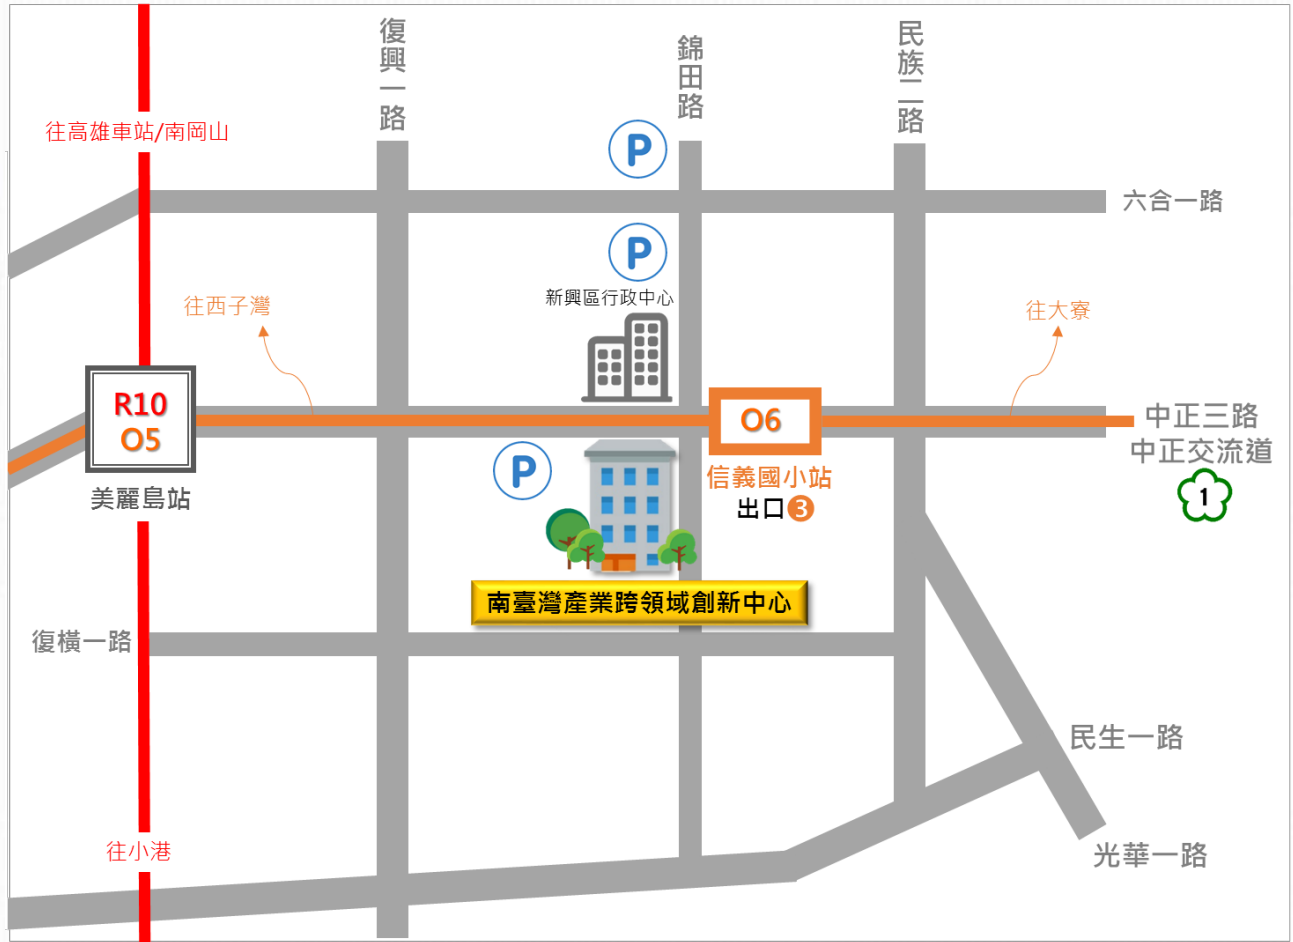 復興一路
錦田路
民族二路
往高雄車站/南岡山
P
六合一路
P
新興區行政中心
往西子灣
往大寮
R10
O5
O6
中正三路
中正交流道
1
P
信義國小站
出口3
美麗島站
南臺灣產業跨領域創新中心
復橫一路
民生一路
往小港
光華一路